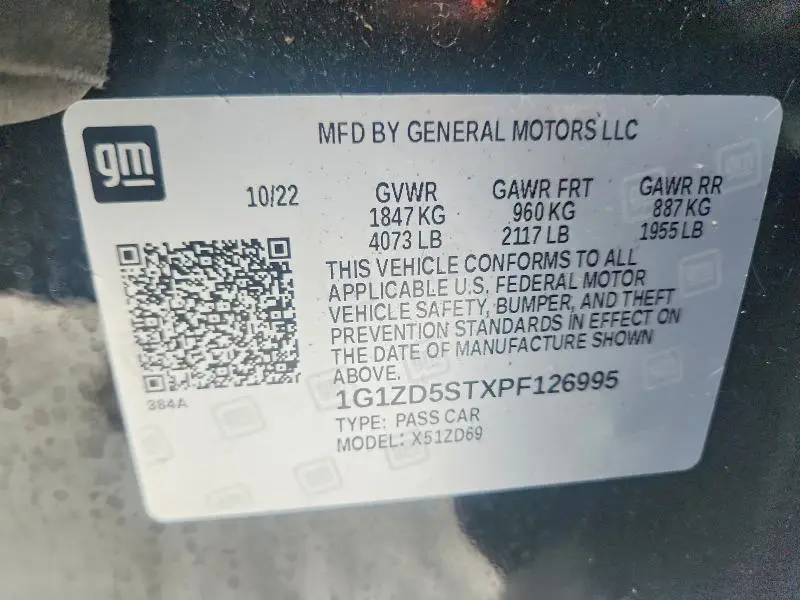 gm
MFD BY GENERAL MOTORS LLC
10/22
GVWR GAWR FRT GAWR RR
1847 KG 960 KG 887 KG
4073 LB 2117 LB 1955 LB
THIS VEHICLE CONFORMS TO ALL
APPLICABLE U.S. FEDERAL MOTOR
VEHICLE SAFETY, BUMPER, AND THEFT
PREVENTION STANDARDS IN EFFECT ON
THE DATE OF MANUFACTURE SHOWN
ABOVE.
1G1ZD5STXPF126995
TYPE: PASS CAR
MODEL: X51ZD69
384A